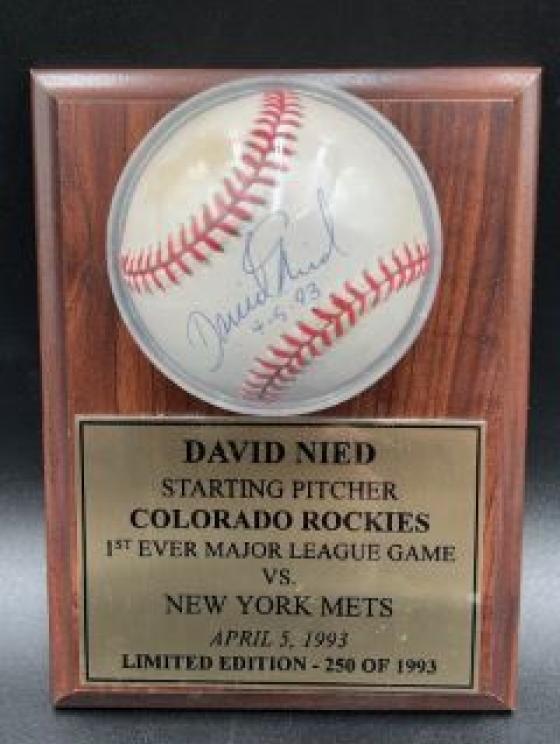 David Nied
4-5-93
DAVID NIED
STARTING PITCHER
COLORADO ROCKIES
1ST EVER MAJOR LEAGUE GAME
VS.
NEW YORK METS
APRIL 5, 1993
LIMITED EDITION - 250 OF 1993